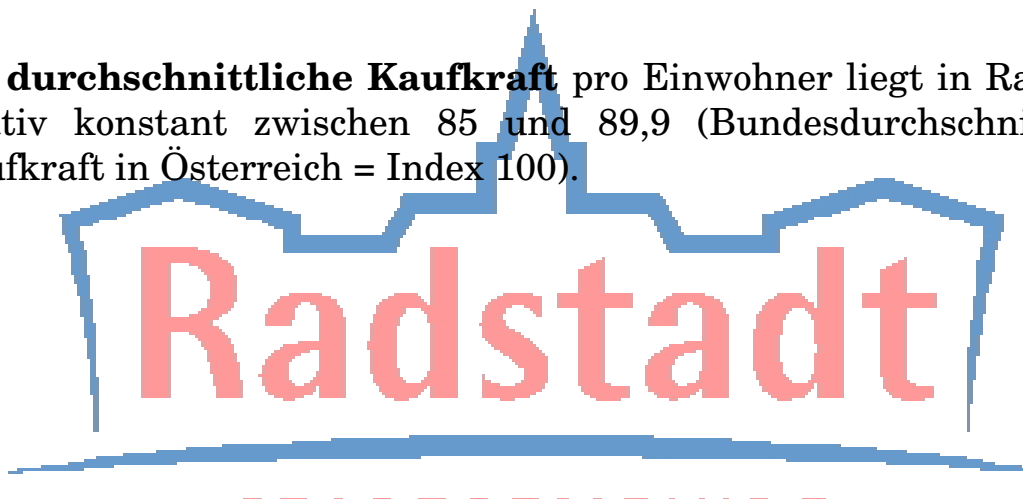 durchschnittliche Kaufkraft pro Einwohner liegt in Ra
tiv konstant zwischen 85 und 89,9 (Bundesdurchschni
ufkraft in Österreich = Index 100).
Radstadt